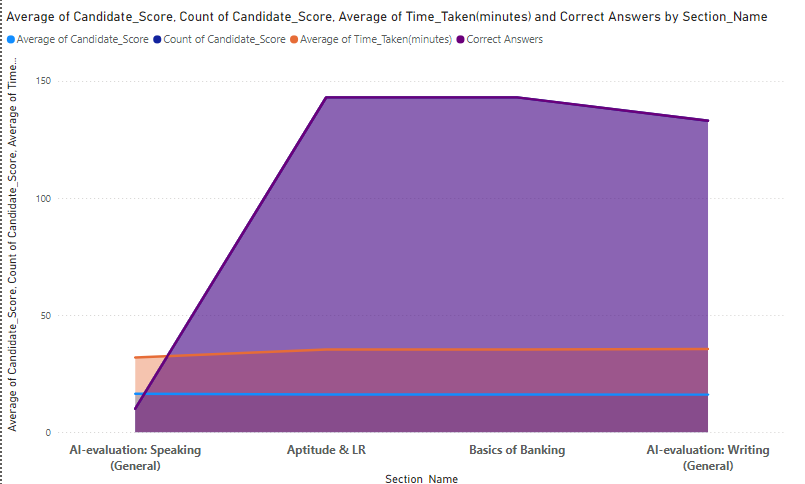 Average of Candidate_Score, Count of Candidate_Score, Average of Time_Taken(minutes) and Correct Answers by Section_Name
Average of Candidate_Score Count of Candidate_Score Average of Time_Taken(minutes) Correct Answers
Average of Candidate_Score, Count of Candidate_Score, Average of Time...
150
100
50
0
AI-evaluation: Speaking (General)
Aptitude & LR
Basics of Banking
AI-evaluation: Writing (General)
Section_Name